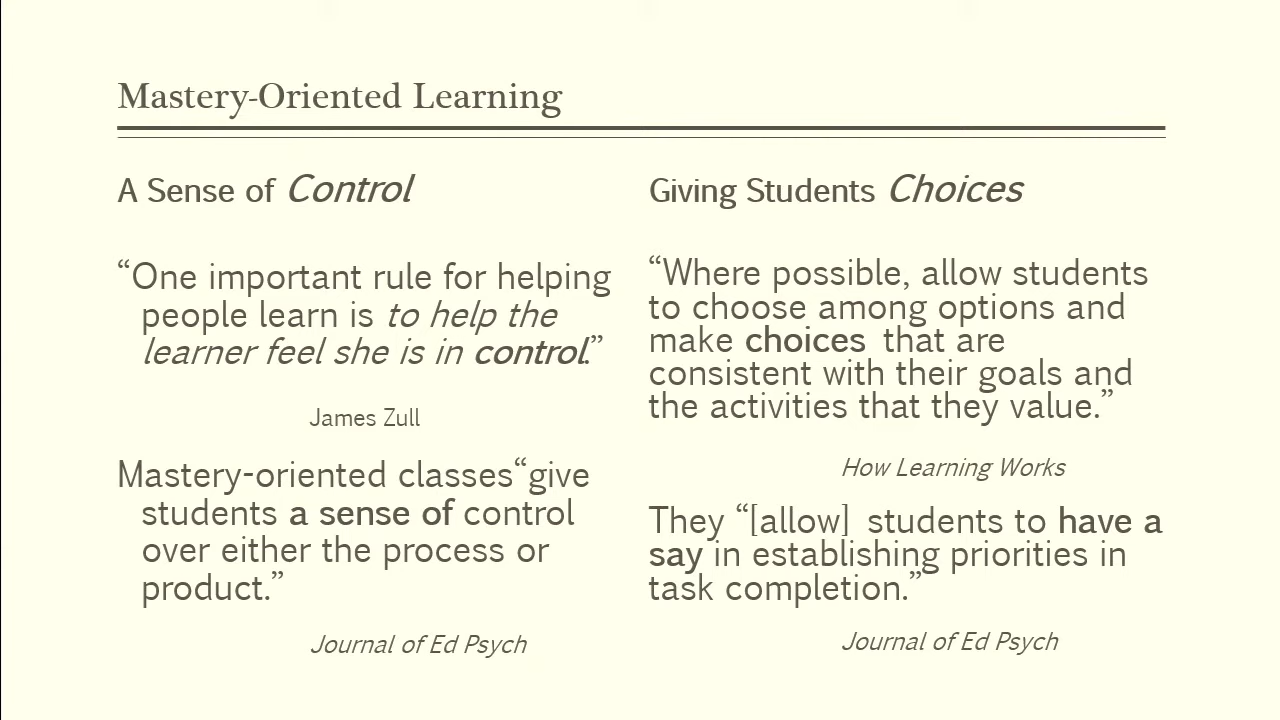 Mastery-Oriented Learning
A Sense of Control
“One important rule for helping
people learn is to help the
learner feel she is in control.”
James Zull
Mastery-oriented classes“give
students a sense of control
over either the process or
product.”
Journal of Ed Psych
Giving Students Choices
“Where possible, allow students
to choose among options and
make choices that are
consistent with their goals and
the activities that they value.”
How Learning Works
They “[allow] students to have a
say in establishing priorities in
task completion.”
Journal of Ed Psych